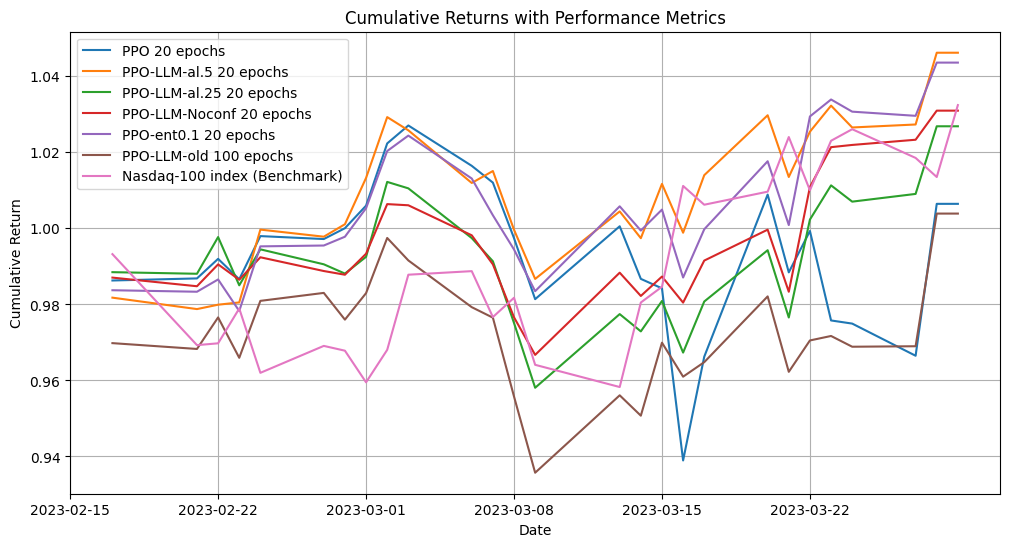 Cumulative Returns with Performance Metrics
PPO 20 epochs
PPO-LLM-al.5 20 epochs
PPO-LLM-al.25 20 epochs
PPO-LLM-Noconf 20 epochs
PPO-ent0.1 20 epochs
PPO-LLM-old 100 epochs
Nasdaq-100 index (Benchmark)
Cumulative Return
1.04
1.02
1.00
0.98
0.96
0.94
2023-02-15
2023-02-22
2023-03-01
2023-03-08
2023-03-15
2023-03-22
Date